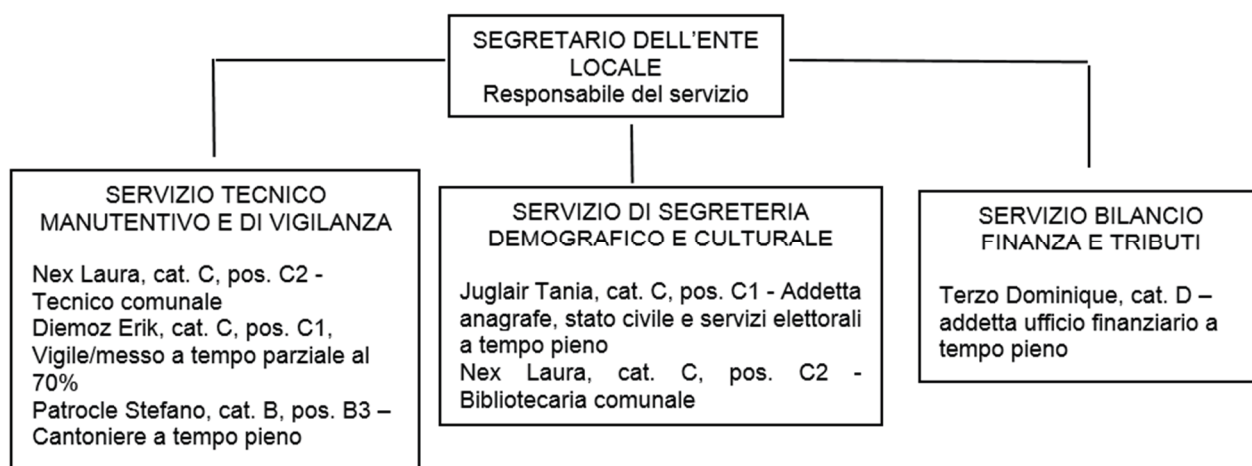 SEGRETARIO DELL'ENTE
LOCALE
Responsabile del servizio
SERVIZIO TECNICO
MANUTENTIVO E DI VIGILANZA
Nex Laura, cat. C, pos. C2 -
Tecnico comunale
Diemoz Erik, cat. C, pos. C1,
Vigile/messo a tempo parziale al
70%
Patrocle Stefano, cat. B, pos. B3 –
Cantoniere a tempo pieno
SERVIZIO DI SEGRETERIA
DEMOGRAFICO E CULTURALE
Juglair Tania, cat. C, pos. C1 - Addetta
anagrafe, stato civile e servizi elettorali
a tempo pieno
Nex Laura, cat. C, pos. C2 -
Bibliotecaria comunale
SERVIZIO BILANCIO
FINANZA E TRIBUTI
Terzo Dominique, cat. D –
addetta ufficio finanziario a
tempo pieno